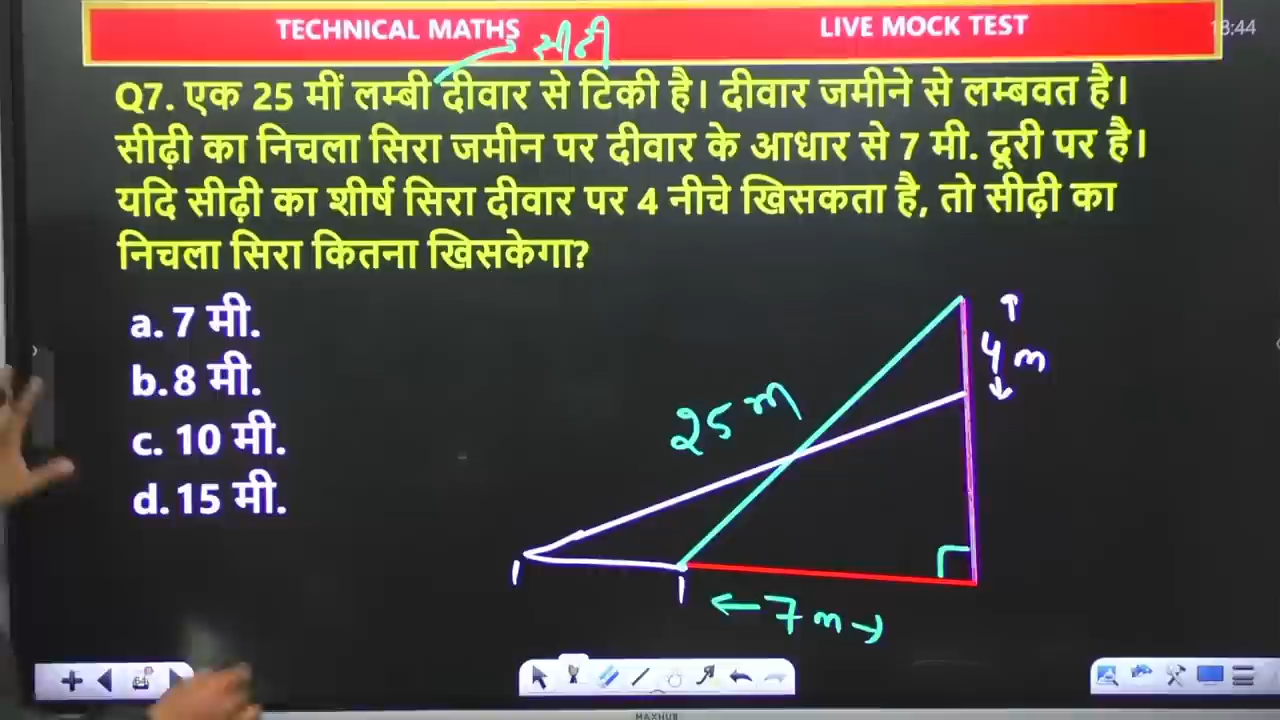 TECHNICAL MATHS
LIVE MOCK TEST
सीढी
Q7. एक 25 मीं लम्बी दीवार से टिकी है। दीवार जमीने से लम्बवत है।
सीढ़ी का निचला सिरा जमीन पर दीवार के आधार से 7 मी. दूरी पर है।
यदि सीढ़ी का शीर्ष सिरा दीवार पर 4 नीचे खिसकता है, तो सीढ़ी का
निचला सिरा कितना खिसकेगा?
a. 7 मी.
b. 8 मी.
c. 10 मी.
d. 15 मी.
4 m
25 m
7 m
MAXHUB